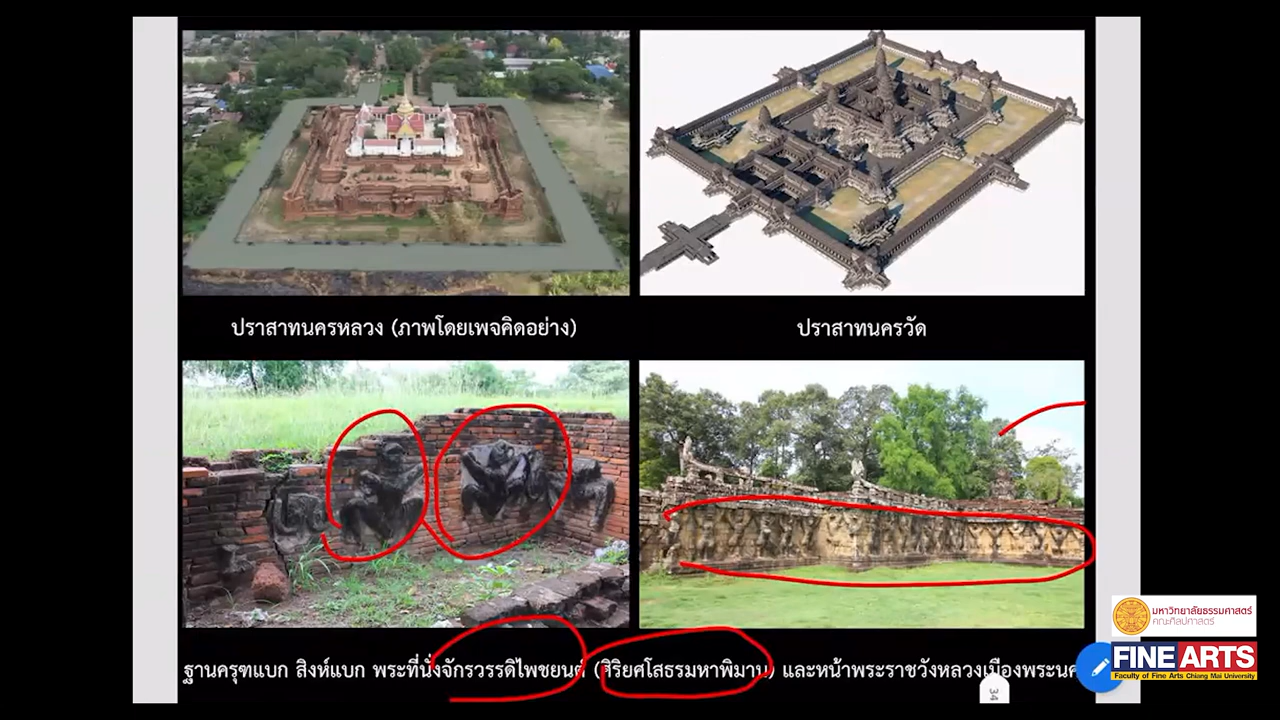 ปราสาทนครหลวง (ภาพโดยเพจคิดอย่าง)
ปราสาทนครวัด
ฐานครุฑแบก สิงห์แบก พระที่นั่งจักรวรรดิไพชยนต์ (ศิริยศโสธรมหาพิมาน) และหน้าพระราชวังหลวงเมืองพระนค
34
มหาวิทยาลัยธรรมศาสตร์
คณะศิลปศาสตร์
FINE ARTS
Faculty of Fine Arts Chiang Mai University